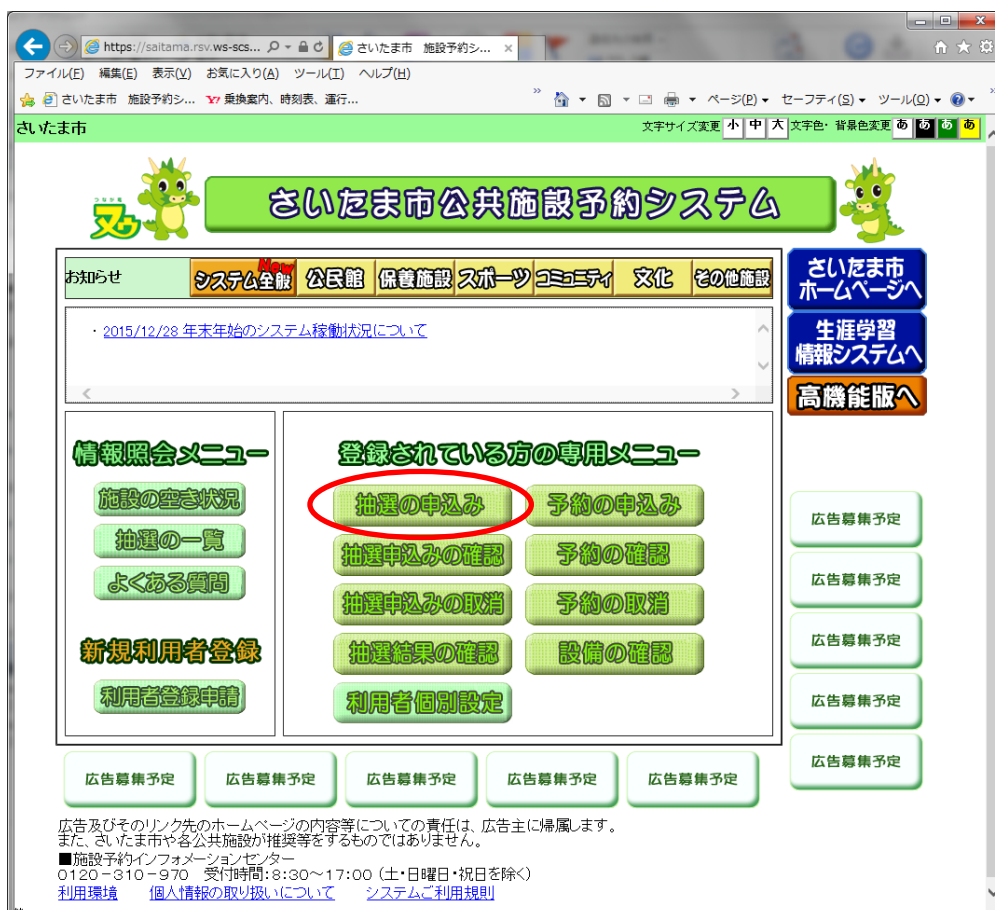 https://saitama.rsv.ws-scs...
さいたま市 施設予約シ...
ファイル(F) 編集(E) 表示(V) お気に入り(A) ツール(T) ヘルプ(H)
さいたま市 施設予約シ... 乗換案内、時刻表、運行...
ページ(P) セーフティ(S) ツール(O)
さいたま市
文字サイズ変更 小 中 大 文字色・背景色変更 あ あ あ あ
つなが竜
ヌゥ
さいたま市公共施設予約システム
お知らせ
New
システム全般 公民館 保養施設 スポーツ コミュニティ 文化 その他施設
・2015/12/28 年末年始のシステム稼働状況について
さいたま市
ホームページへ
生涯学習
情報システムへ
高機能版へ
情報照会メニュー
施設の空き状況
抽選の一覧
よくある質問
新規利用者登録
利用者登録申請
登録されている方の専用メニュー
抽選の申込み 予約の申込み
抽選申込みの確認 予約の確認
抽選申込みの取消 予約の取消
抽選結果の確認 設備の確認
利用者個別設定
広告募集予定
広告募集予定
広告募集予定
広告募集予定
広告募集予定
広告募集予定 広告募集予定 広告募集予定 広告募集予定 広告募集予定
広告及びそのリンク先のホームページの内容等についての責任は、広告主に帰属します。
また、さいたま市や各公共施設が推奨等をするものではありません。
■施設予約インフォメーションセンター
0120-310-970 受付時間:8:30~17:00 (土・日曜日・祝日を除く)
利用環境 個人情報の取り扱いについて システムご利用規則